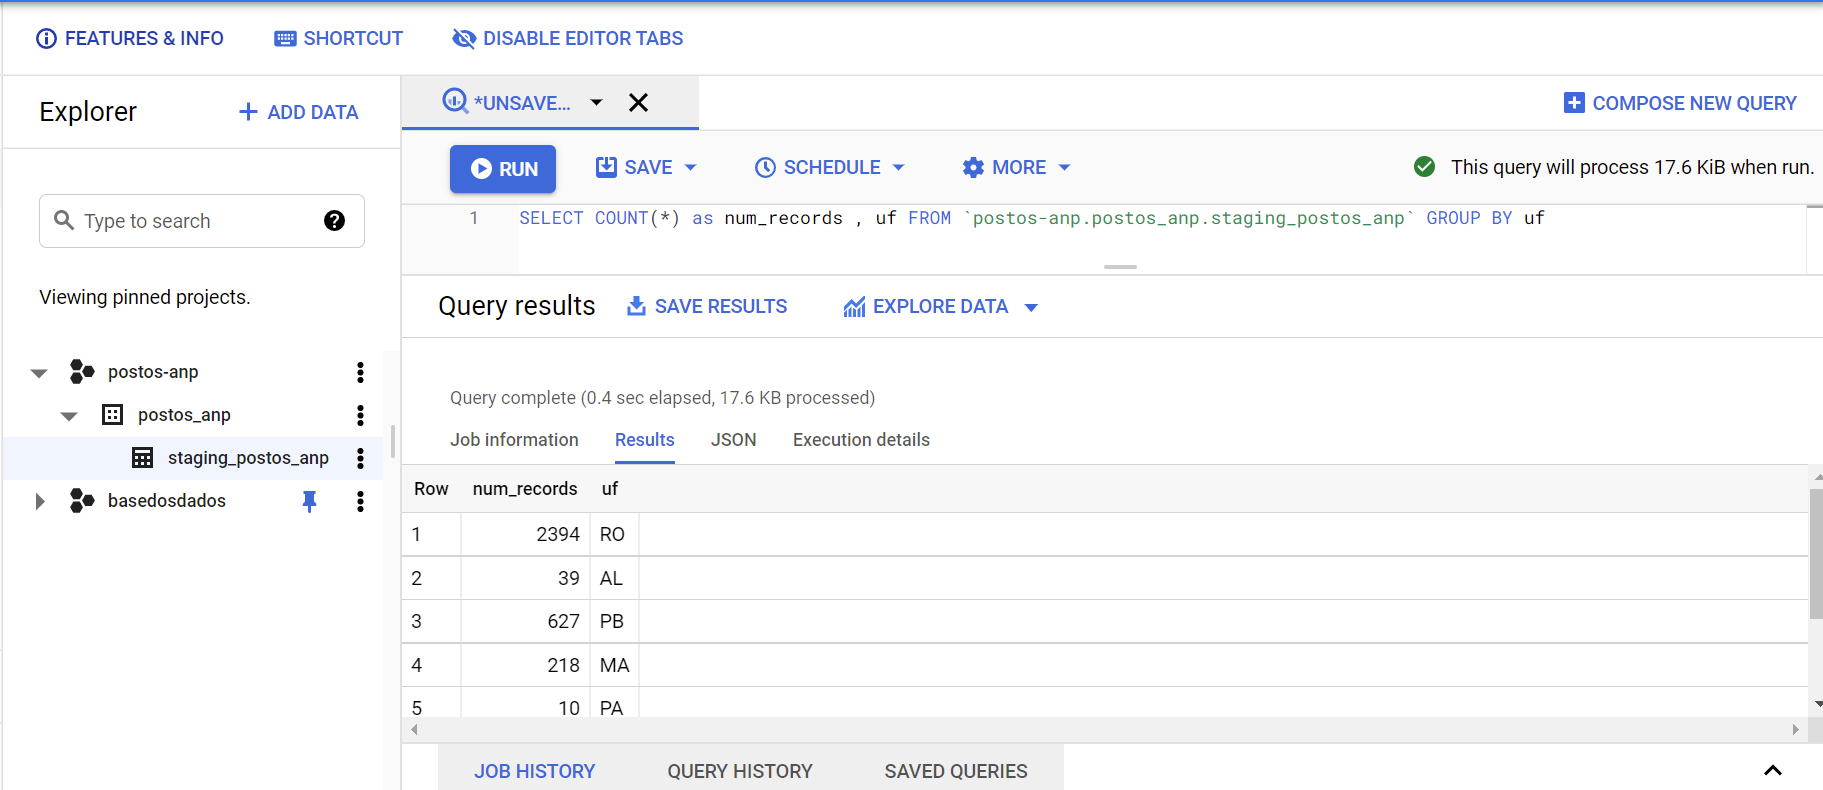 FEATURES & INFO SHORTCUT DISABLE EDITOR TABS
Explorer ADD DATA
*UNSAVE... COMPOSE NEW QUERY
RUN SAVE SCHEDULE MORE This query will process 17.6 KiB when run.
Type to search
1 SELECT COUNT(*) as num_records , uf FROM `postos-anp.postos_anp.staging_postos_anp` GROUP BY uf
Viewing pinned projects.
postos-anp
postos_anp
staging_postos_anp
basedosdados
Query results SAVE RESULTS EXPLORE DATA
Query complete (0.4 sec elapsed, 17.6 KB processed)
Job information Results JSON Execution details
Row num_records uf
1 2394 RO
2 39 AL
3 627 PB
4 218 MA
5 10 PA
JOB HISTORY QUERY HISTORY SAVED QUERIES